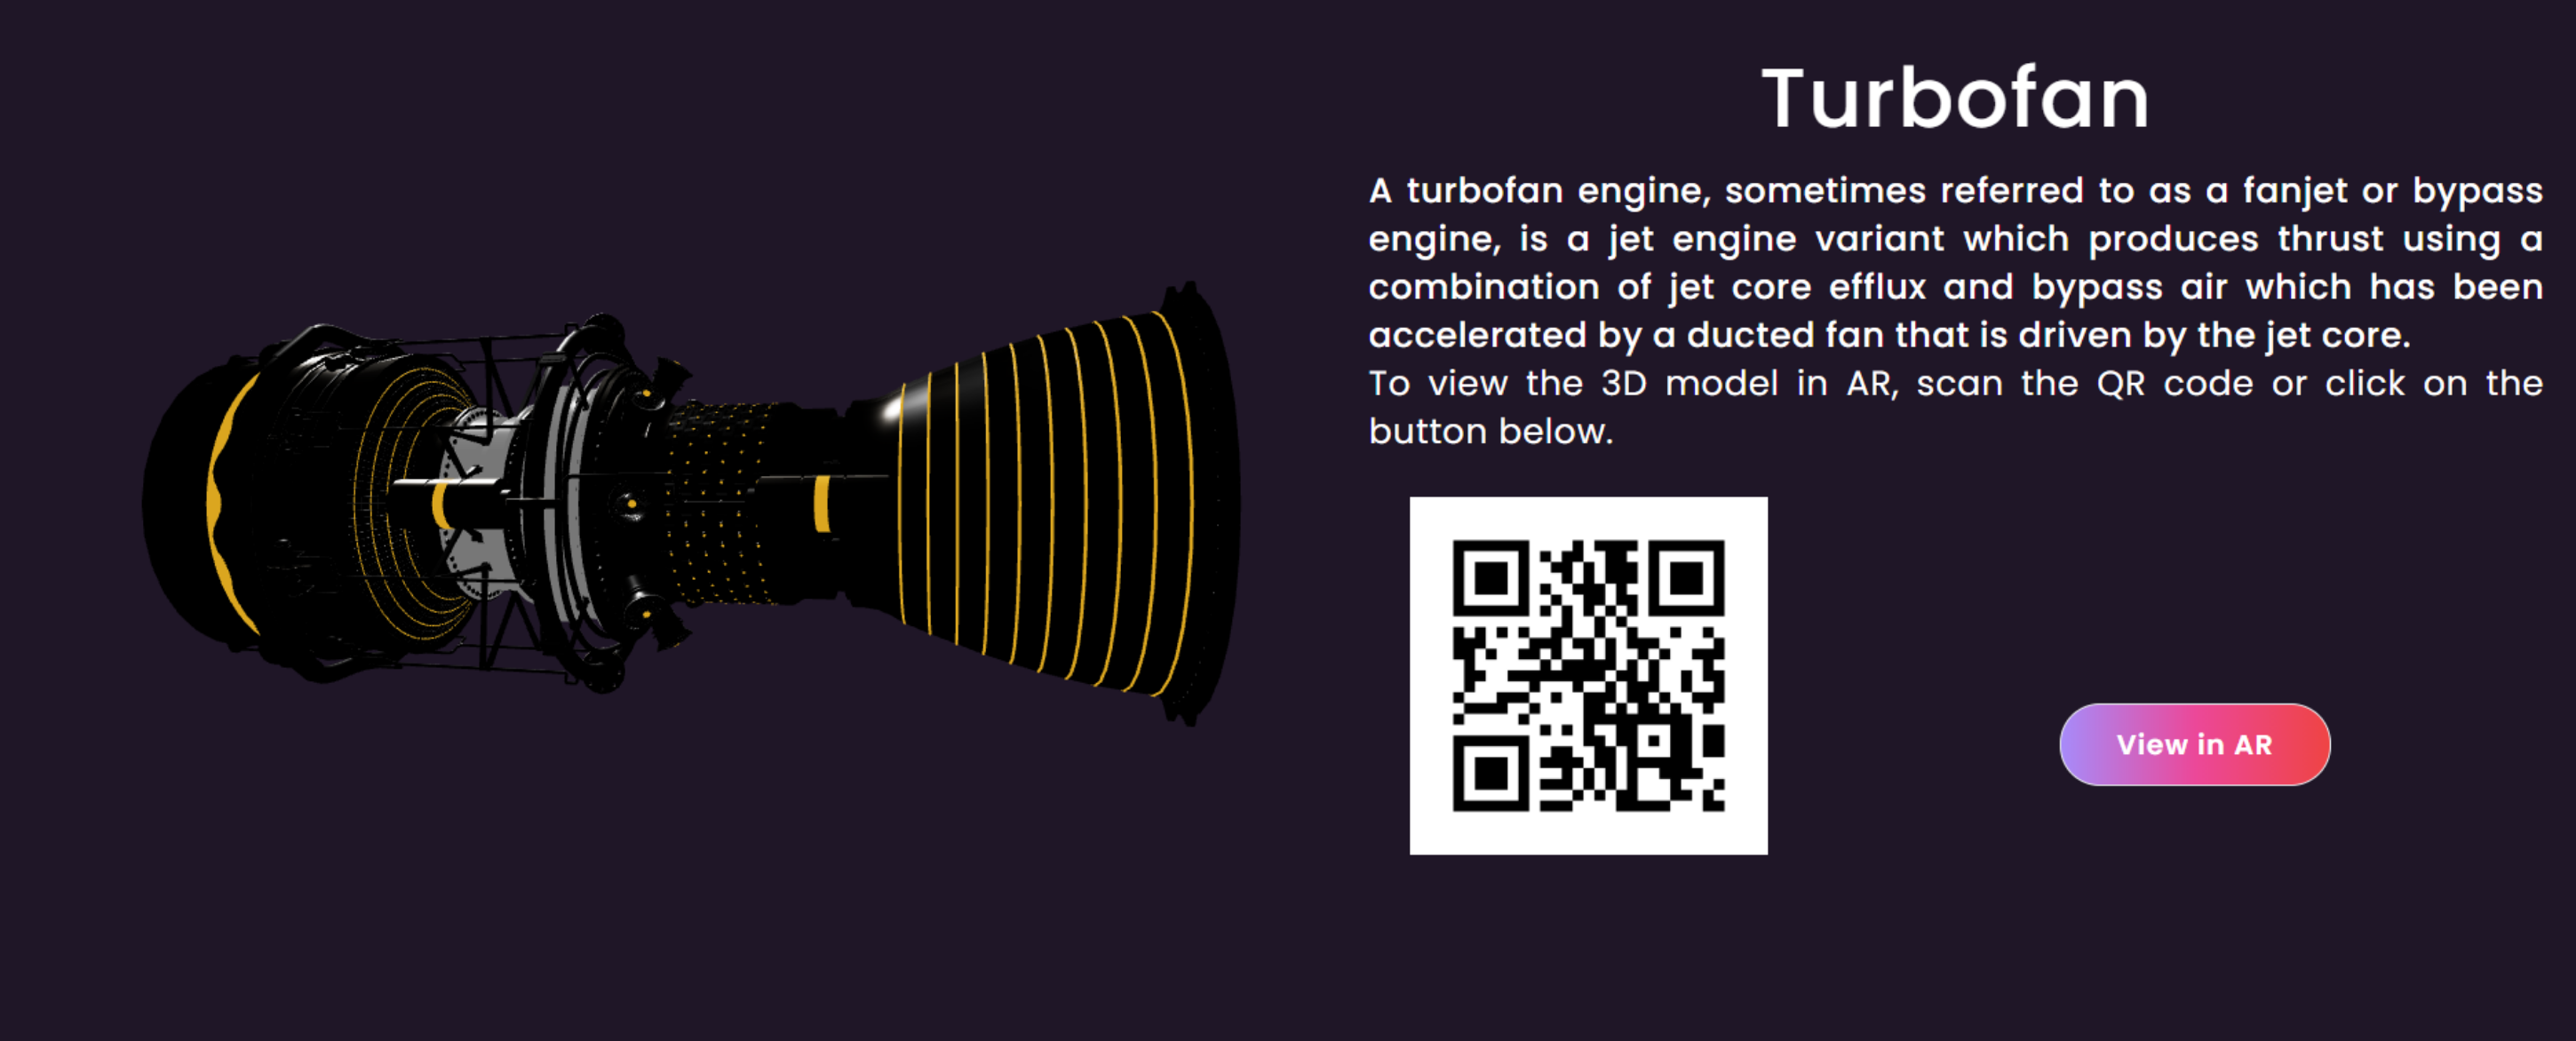 Turbofan
A turbofan engine, sometimes referred to as a fanjet or bypass
engine, is a jet engine variant which produces thrust using a
combination of jet core efflux and bypass air which has been
accelerated by a ducted fan that is driven by the jet core.
To view the 3D model in AR, scan the QR code or click on the
button below.
View in AR